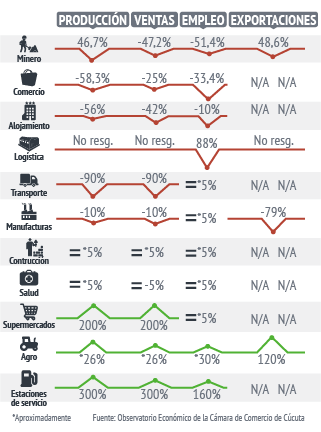 PRODUCCIÓN VENTAS EMPLEO EXPORTACIONES
Minero 46,7% -47,2% -51,4% 48,6%
Comercio -58,3% -25% -33,4% N/A N/A
Alojamiento -56% -42% -10% N/A N/A
Logística No resg. No resg. 88% No resg.
Transporte -90% -90% =*5% N/A N/A
Manufacturas -10% -10% =*5% -79%
Contrucción =*5% =*5% =*5% N/A N/A
Salud =*5% = -5% =*5% N/A N/A
Supermercados 200% 200% =*5% N/A N/A
Agro *26% *26% *30% 120%
Estaciones
de servicio 300% 300% 160% N/A N/A
*Aproximadamente Fuente: Observatorio Económico de la Cámara de Comercio de Cúcuta